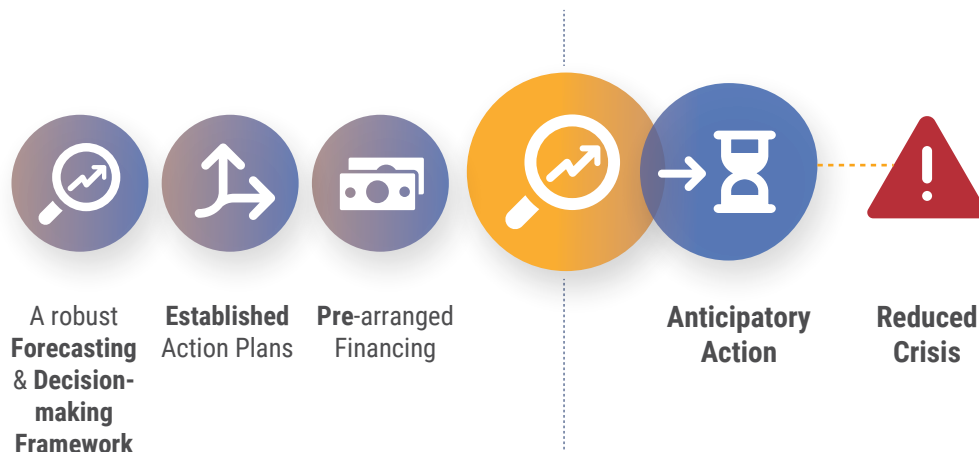 A robust
Forecasting
& Decision-
making
Framework
Established
Action Plans
Pre-arranged
Financing
Anticipatory
Action
Reduced
Crisis